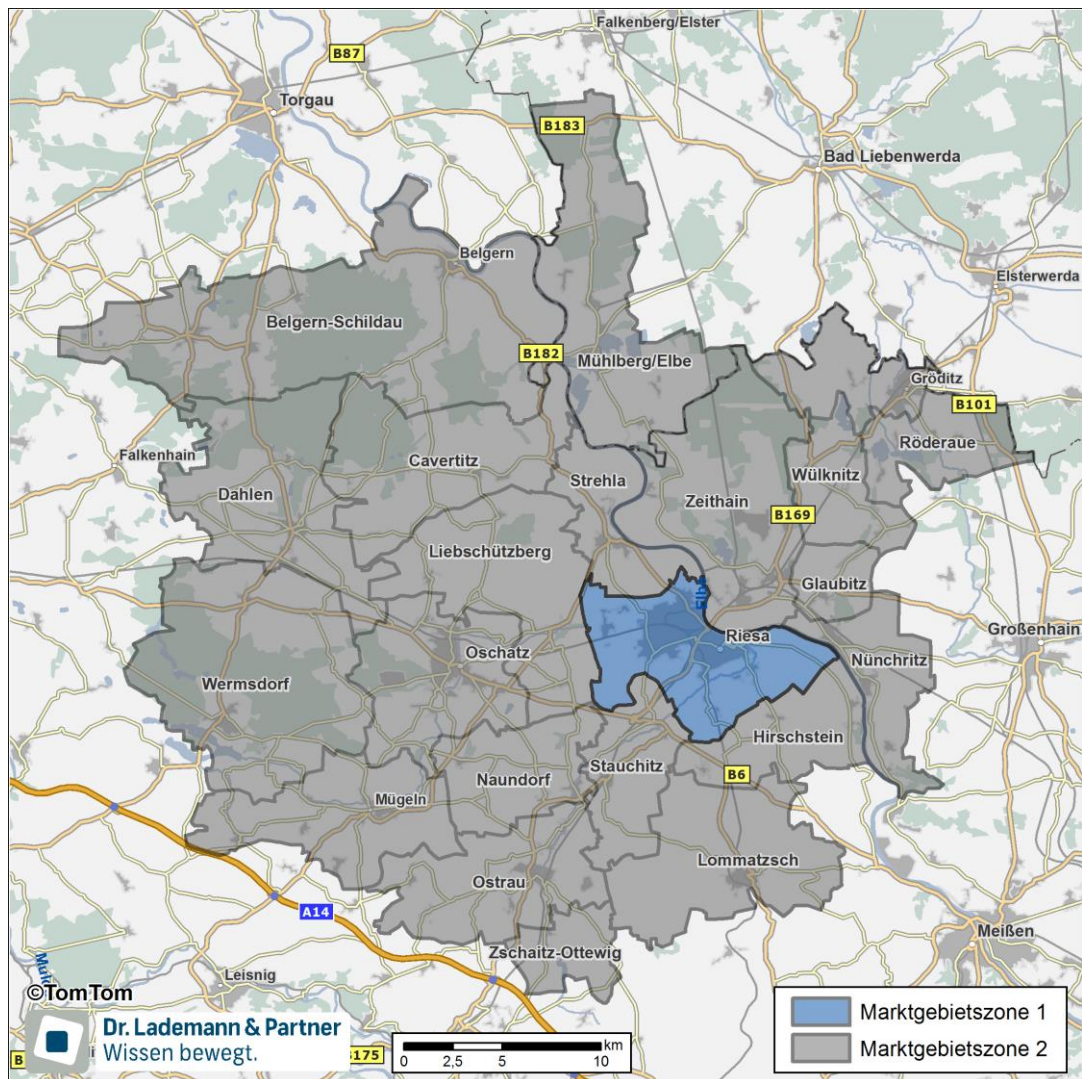 Falkenberg/Elster
B87
Torgau
B183
Bad Liebenwerda
Belgern
Elsterwerda
Belgern-Schildau
B182
Mühlberg/Elbe
Gröditz
B101
Röderaue
Falkenhain
Cavertitz
Strehla
Wülknitz
Dahlen
Zeithain
B169
Liebschützberg
Glaubitz
Elbe
Riesa
Großenhain
Oschatz
Nünchritz
Wermsdorf
Hirschstein
Stauchitz
B6
Naundorf
Mügeln
Lommatzsch
Ostrau
A14
Meißen
Zschaitz-Ottewig
Leisnig
©TomTom
Dr. Lademann & Partner
Wissen bewegt.
B175
km
0 2,5 5 10
Marktgebietszone 1
Marktgebietszone 2